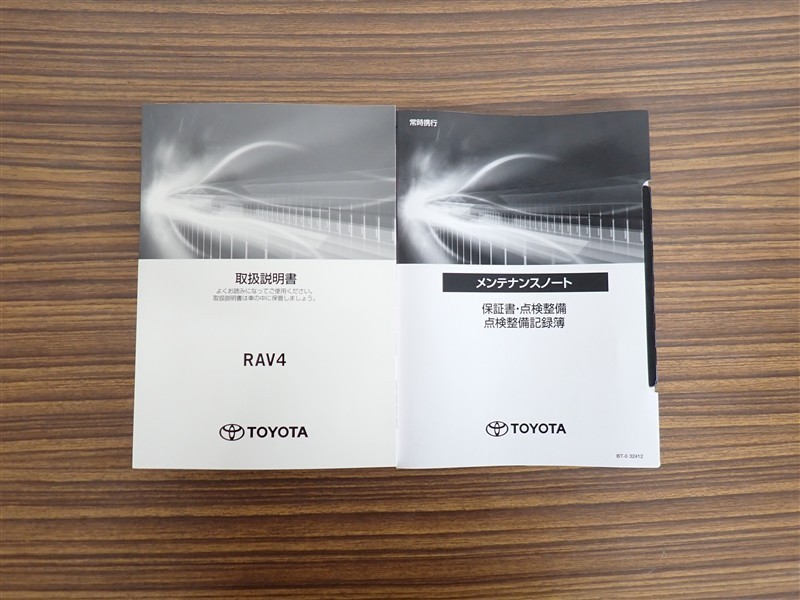 取扱説明書
よくお読みになってご使用ください。
取扱説明書は車の中に保管しましょう。
RAV4
TOYOTA
常時携行
メンテナンスノート
保証書・点検整備
点検整備記録簿
TOYOTA
BT-0 32412